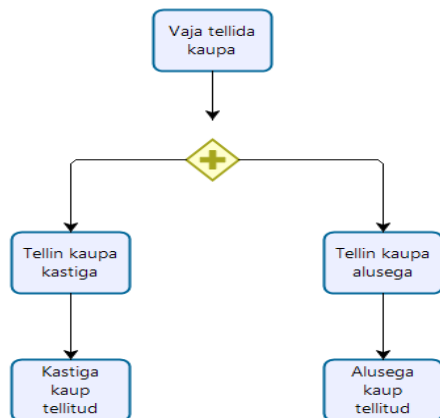 Vaja tellida
kaupa
Tellin kaupa
kastiga
Tellin kaupa
alusega
Kastiga
kaup
tellitud
Alusega
kaup
tellitud